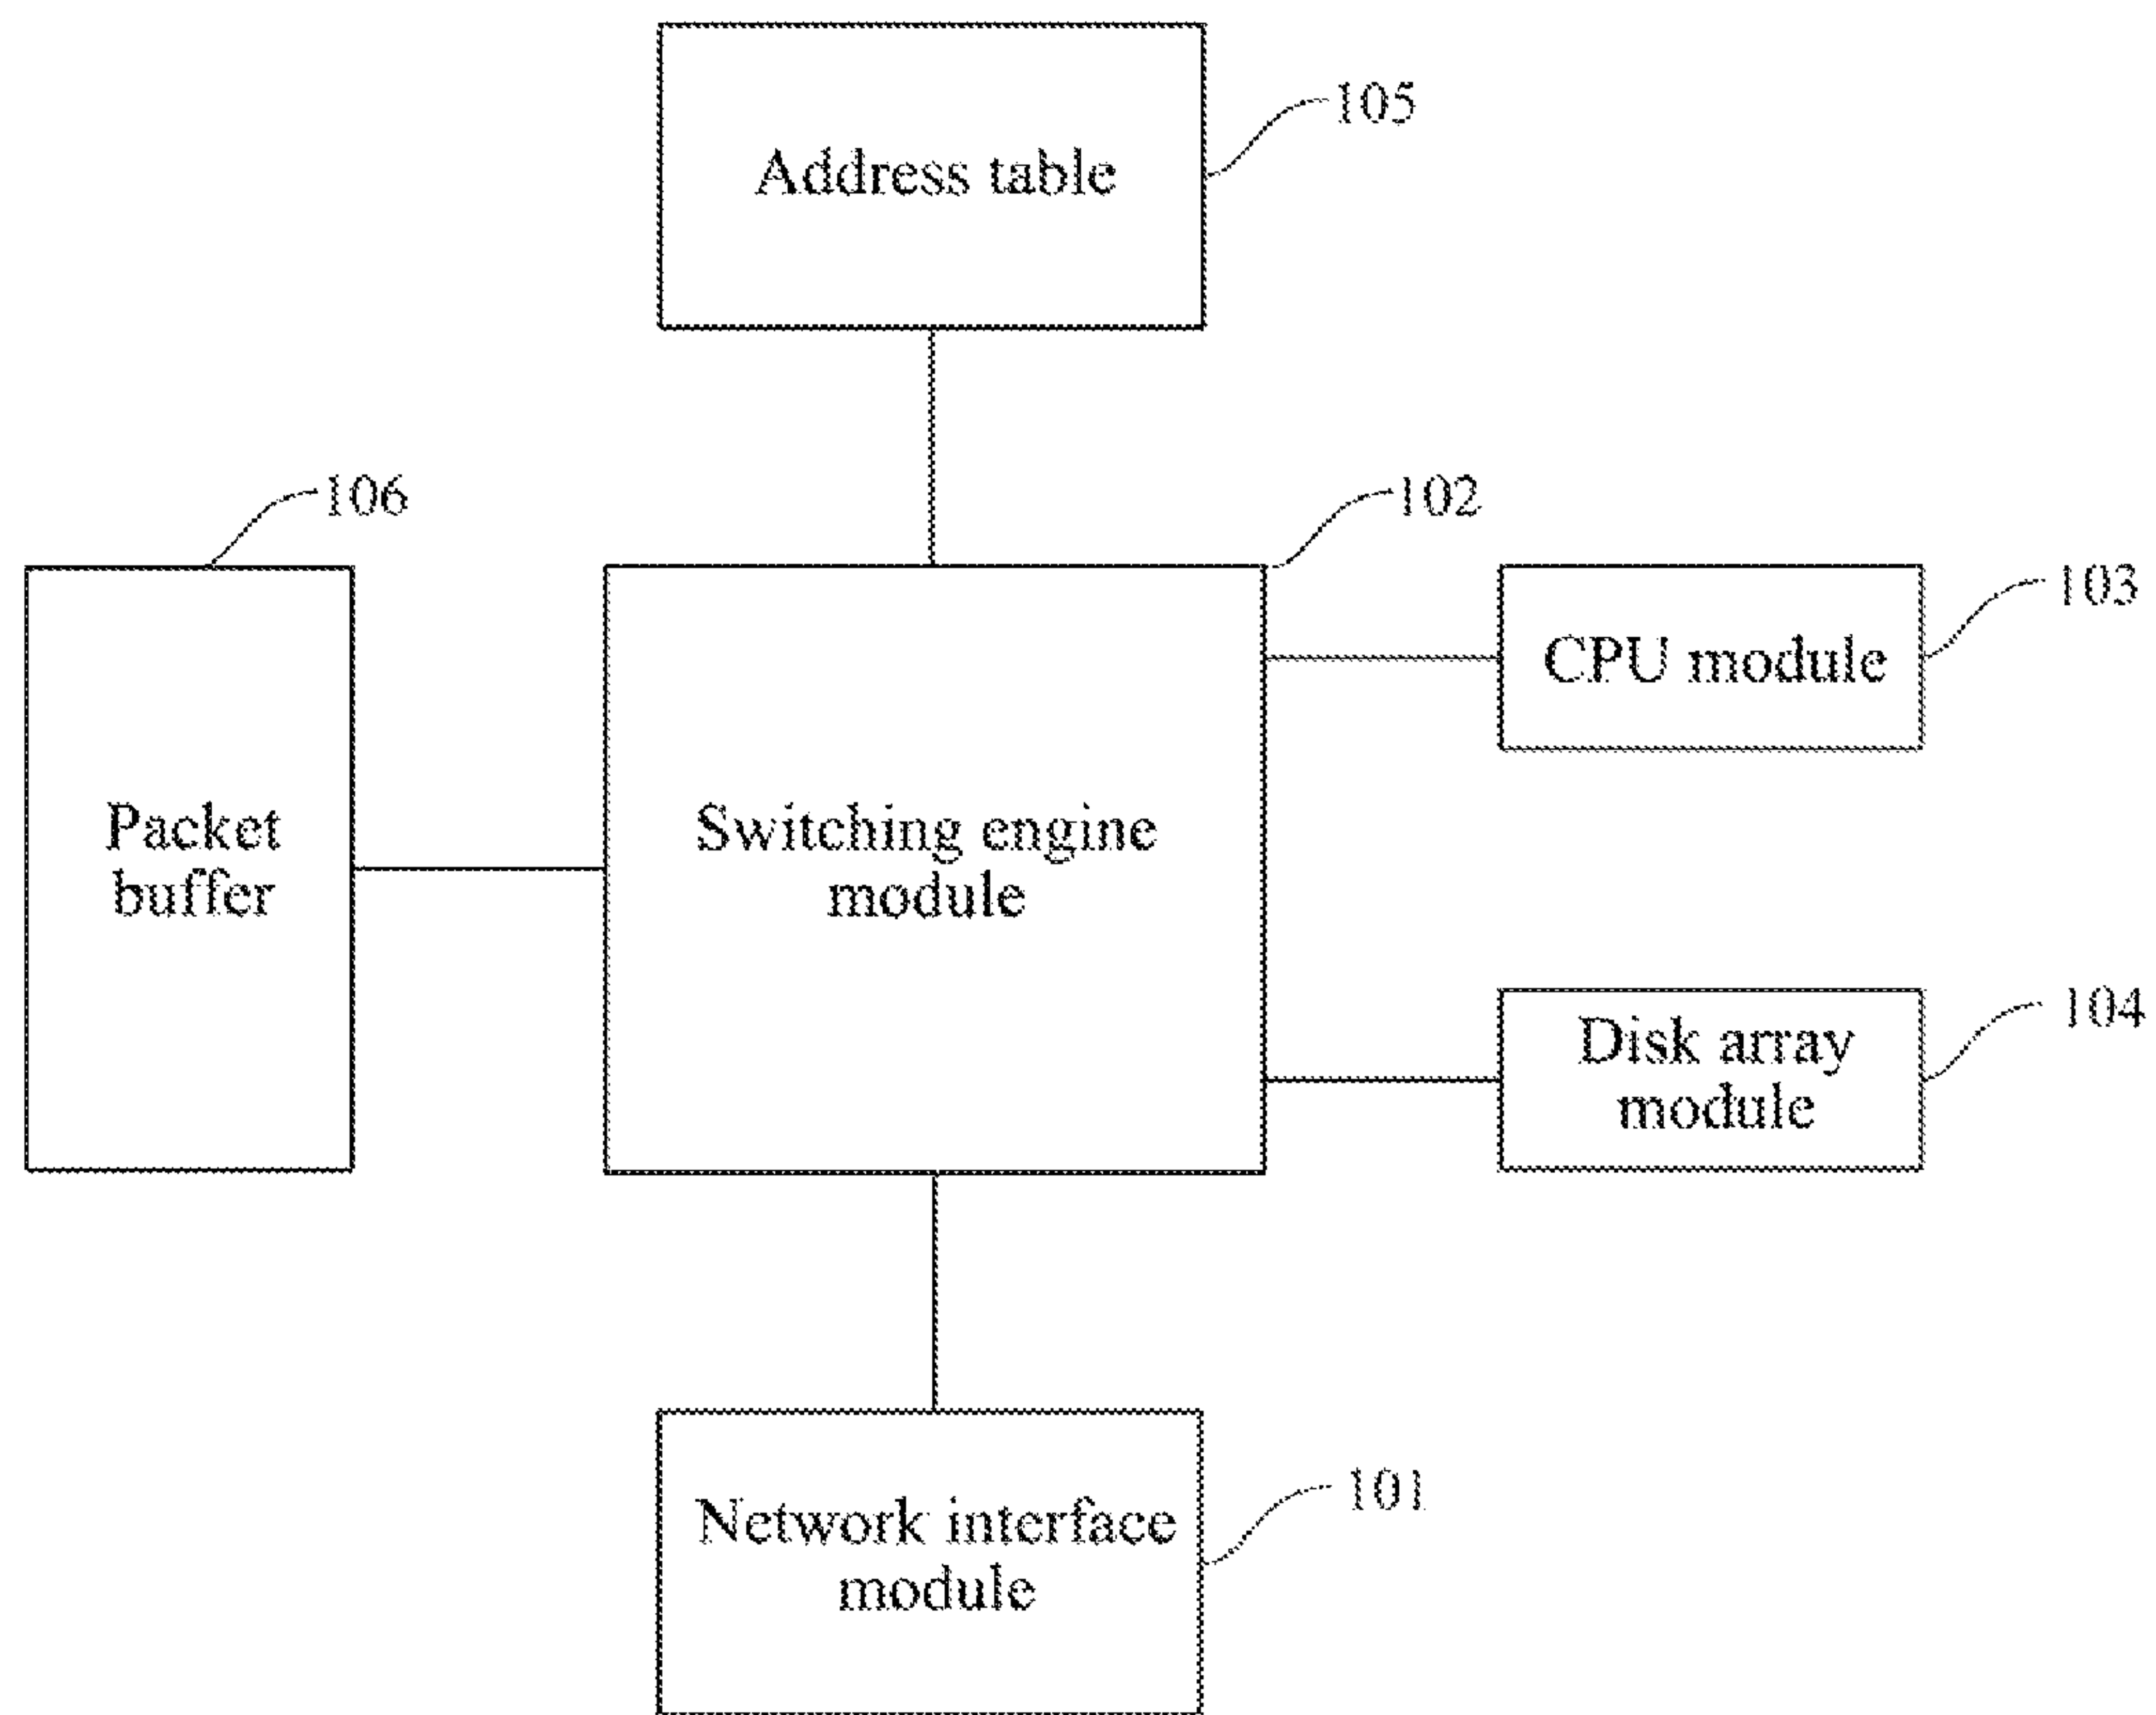 105
Address table
106
102
103
CPU module
Packet
buffer
Switching engine
module
104
Disk array
module
101
Network interface
module